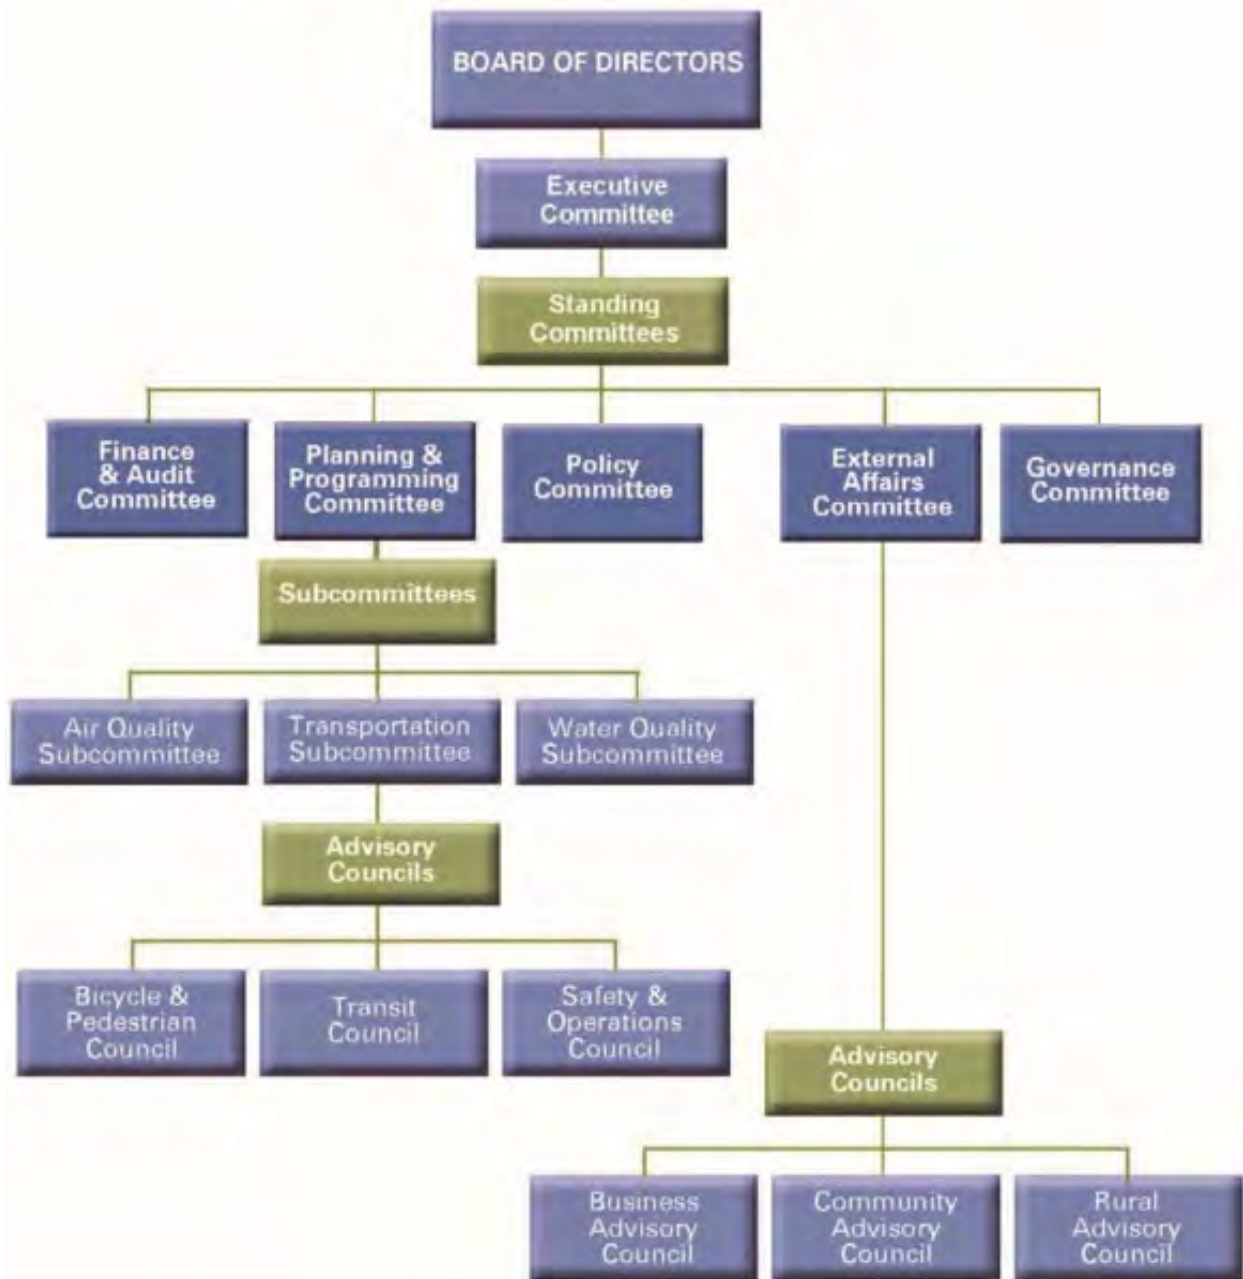 BOARD OF DIRECTORS
Executive
Committee
Standing
Committees
Finance
& Audit
Committee
Planning &
Programming
Committee
Policy
Committee
External
Affairs
Committee
Governance
Committee
Subcommittees
Air Quality
Subcommittee
Transportation
Subcommittee
Water Quality
Subcommittee
Advisory
Councils
Bicycle &
Pedestrian
Council
Transit
Council
Safety &
Operations
Council
Advisory
Councils
Business
Advisory
Council
Community
Advisory
Council
Rural
Advisory
Council